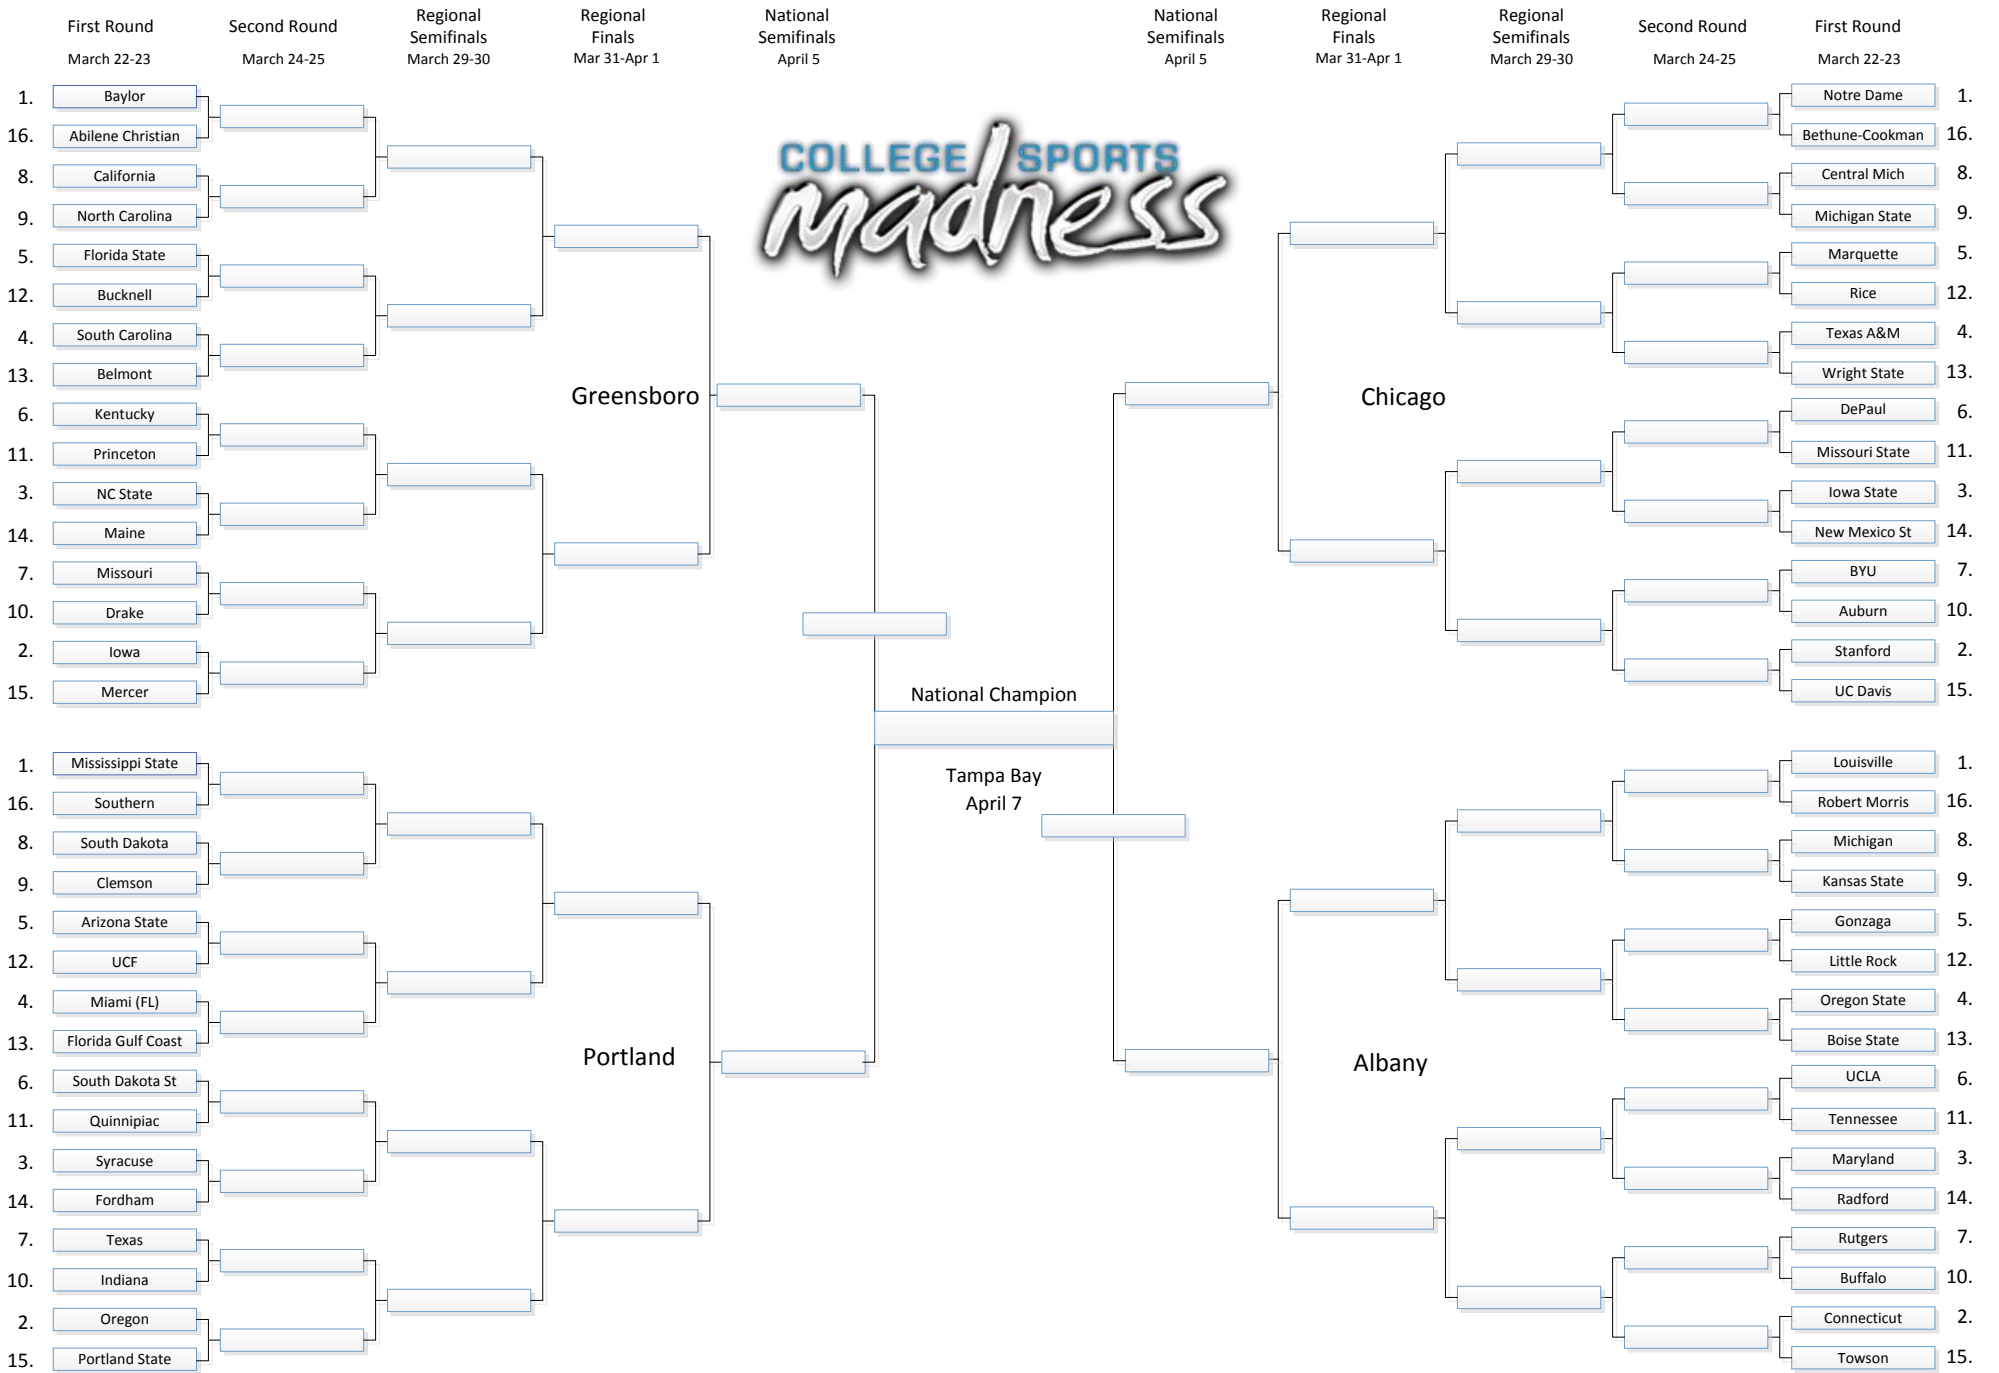 First Round
Second Round
Regional
Semifinals
Regional
Finals
National
Semifinals
National
Semifinals
Regional
Finals
Regional
Semifinals
Second Round
First Round
March 22-23
March 24-25
March 29-30
Mar 31-Apr 1
April 5
April 5
Mar 31-Apr 1
March 29-30
March 24-25
March 22-23
COLLEGE SPORTS
madness
1. Baylor
16. Abilene Christian
8. California
9. North Carolina
5. Florida State
12. Bucknell
4. South Carolina
13. Belmont
Greensboro
6. Kentucky
11. Princeton
3. NC State
14. Maine
7. Missouri
10. Drake
2. Iowa
15. Mercer
1. Mississippi State
16. Southern
8. South Dakota
9. Clemson
5. Arizona State
12. UCF
4. Miami (FL)
13. Florida Gulf Coast
Portland
6. South Dakota St
11. Quinnipiac
3. Syracuse
14. Fordham
7. Texas
10. Indiana
2. Oregon
15. Portland State
National Champion
Tampa Bay
April 7
Notre Dame 1.
Bethune-Cookman 16.
Central Mich 8.
Michigan State 9.
Marquette 5.
Rice 12.
Texas A&M 4.
Wright State 13.
Chicago
DePaul 6.
Missouri State 11.
Iowa State 3.
New Mexico St 14.
BYU 7.
Auburn 10.
Stanford 2.
UC Davis 15.
Louisville 1.
Robert Morris 16.
Michigan 8.
Kansas State 9.
Gonzaga 5.
Little Rock 12.
Oregon State 4.
Boise State 13.
Albany
UCLA 6.
Tennessee 11.
Maryland 3.
Radford 14.
Rutgers 7.
Buffalo 10.
Connecticut 2.
Towson 15.